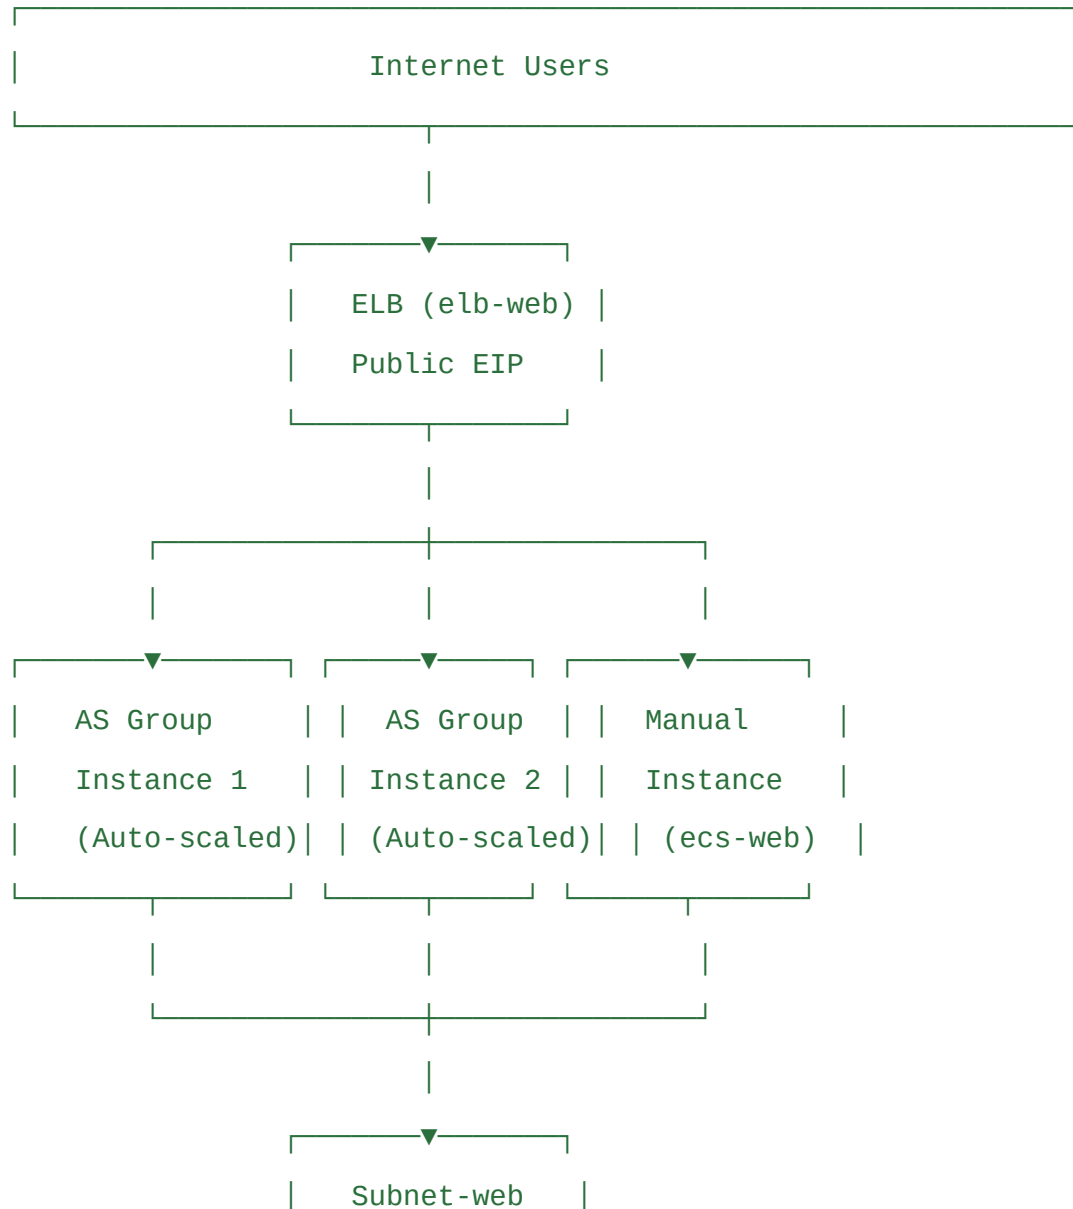 Internet Users
ELB (elb-web)
Public EIP
AS Group AS Group Manual
Instance 1 Instance 2 Instance
(Auto-scaled) (Auto-scaled) (ecs-web)
Subnet-web